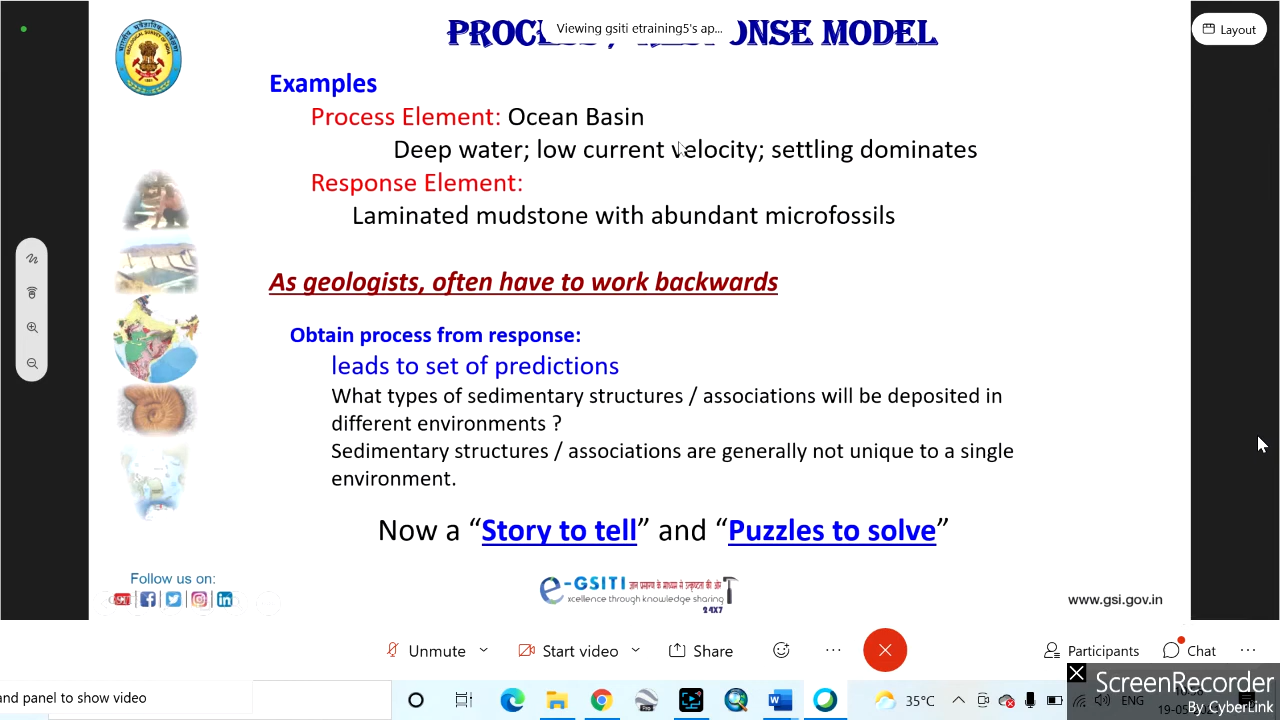 Viewing gsiti etraining5's ap...
NSE MODEL
Layout
Examples
Process Element: Ocean Basin
Deep water; low current velocity; settling dominates
Response Element:
Laminated mudstone with abundant microfossils
As geologists, often have to work backwards
Obtain process from response:
leads to set of predictions
What types of sedimentary structures / associations will be deposited in
different environments ?
Sedimentary structures / associations are generally not unique to a single
environment.
Now a “Story to tell” and “Puzzles to solve”
Follow us on:
e-GSITI
xcellence through knowledge sharing
24X7
www.gsi.gov.in
Unmute
Start video
Share
...
Participants
Chat
...
and panel to show video
35°C
ENG
ScreenRecorder
By CyberLink